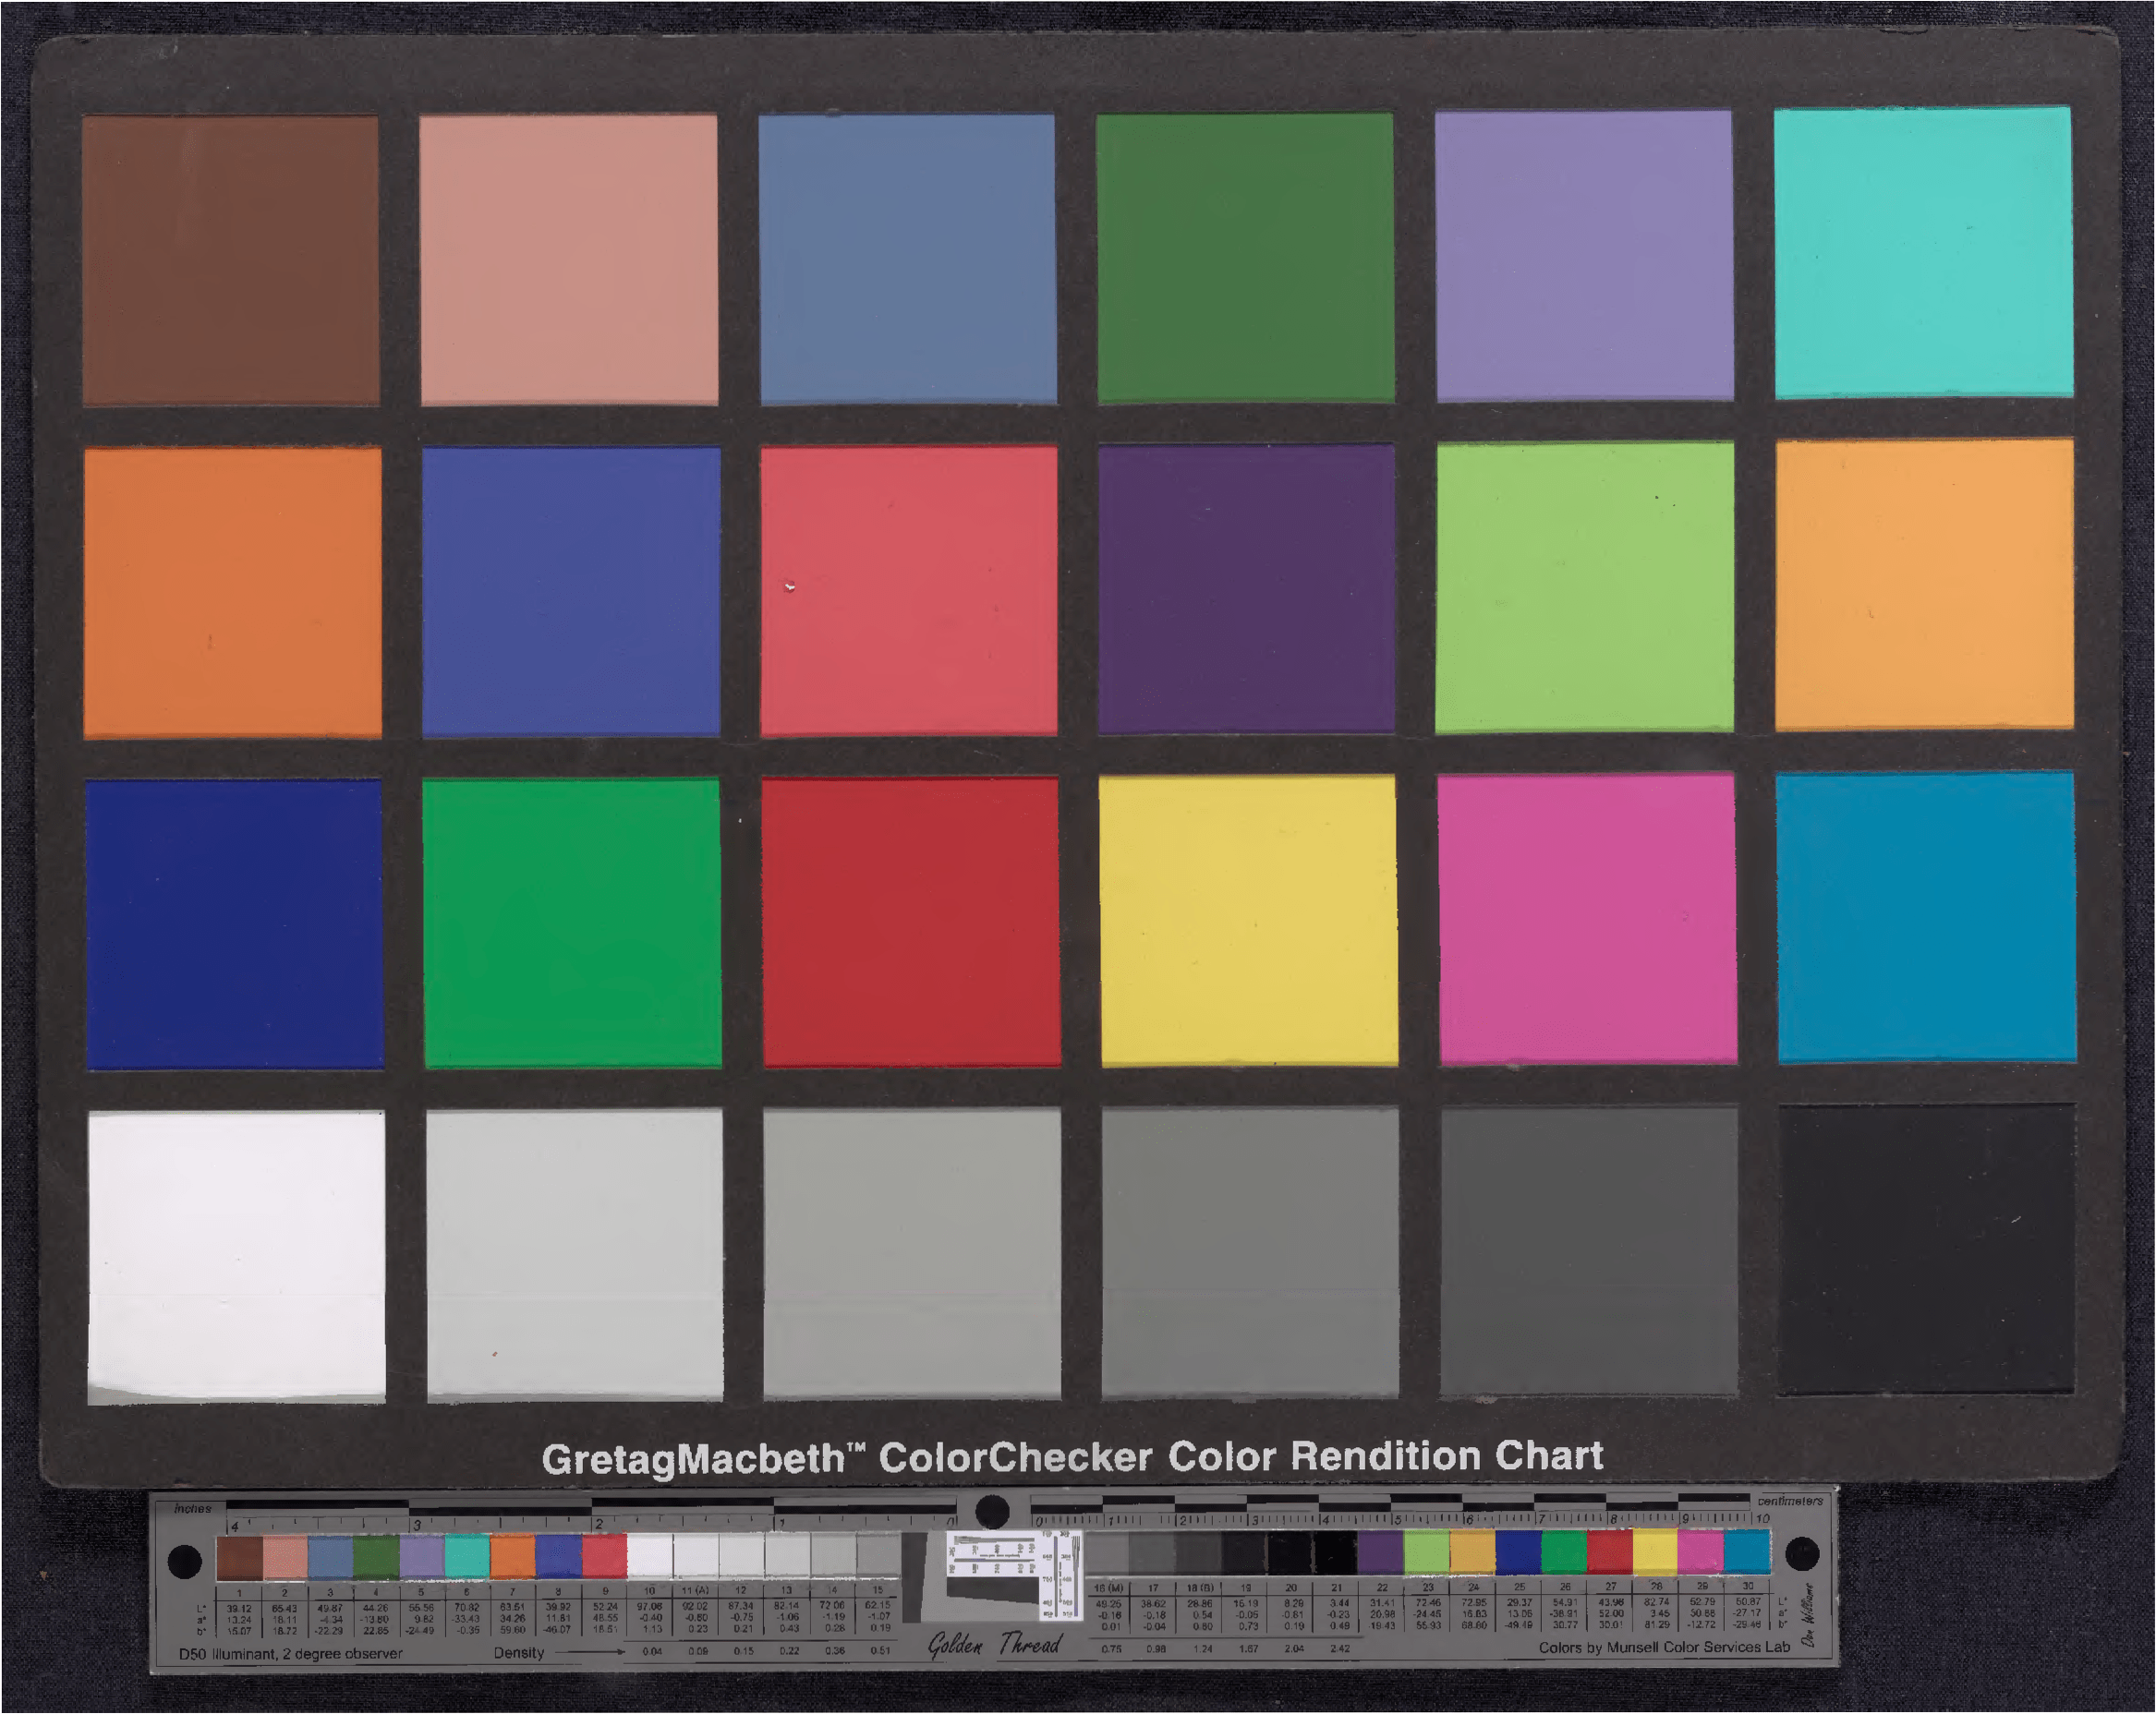 GretagMacbeth™ ColorChecker Color Rendition Chart
inches
centimeters
4 3 2 1 0
0 1 2 3 4 5 6 7 8 9 10
1 2 3 4 5 6 7 8 9 10 11 (A) 12 13 14 15
16 (M) 17 18 (B) 19 20 21 22 23 24 25 26 27 28 29 30
L* 39.12 65.43 49.87 44.26 55.56 70.82 63.51 39.92 52.24 97.06 92.02 87.34 82.14 72.06 62.15
a* 13.24 18.11 -4.34 -13.80 9.82 -33.43 34.26 11.81 48.55 -0.40 -0.60 -0.75 -1.06 -1.19 -1.07
b* 15.07 18.72 -22.29 22.85 -24.49 -0.35 59.60 -46.07 18.51 1.13 0.23 0.21 0.43 0.28 0.19
49.25 38.62 28.86 16.19 8.29 3.44 31.41 72.46 72.95 29.37 54.91 43.96 82.74 52.79 50.87 L*
-0.16 -0.18 0.54 -0.05 -0.81 -0.23 20.98 -24.45 16.83 13.06 -38.91 52.00 3.45 50.88 -27.17 a*
0.01 -0.04 0.60 0.73 0.19 0.49 -19.43 55.93 68.80 -49.49 30.77 30.01 81.29 -12.72 -29.46 b*
D50 Illuminant, 2 degree observer
Density
0.04 0.09 0.15 0.22 0.36 0.51
Golden Thread
0.75 0.98 1.24 1.67 2.04 2.42
Colors by Munsell Color Services Lab
Don Williams